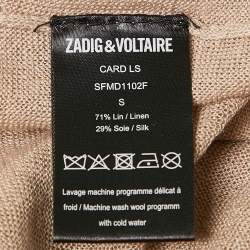 ZADIG & VOLTAIRE
CARD LS
SFMD1102F
S
71% Lin / Linen
29% Soie / Silk
Lavage machine programme délicat à
froid / Machine wash wool programm
with cold water